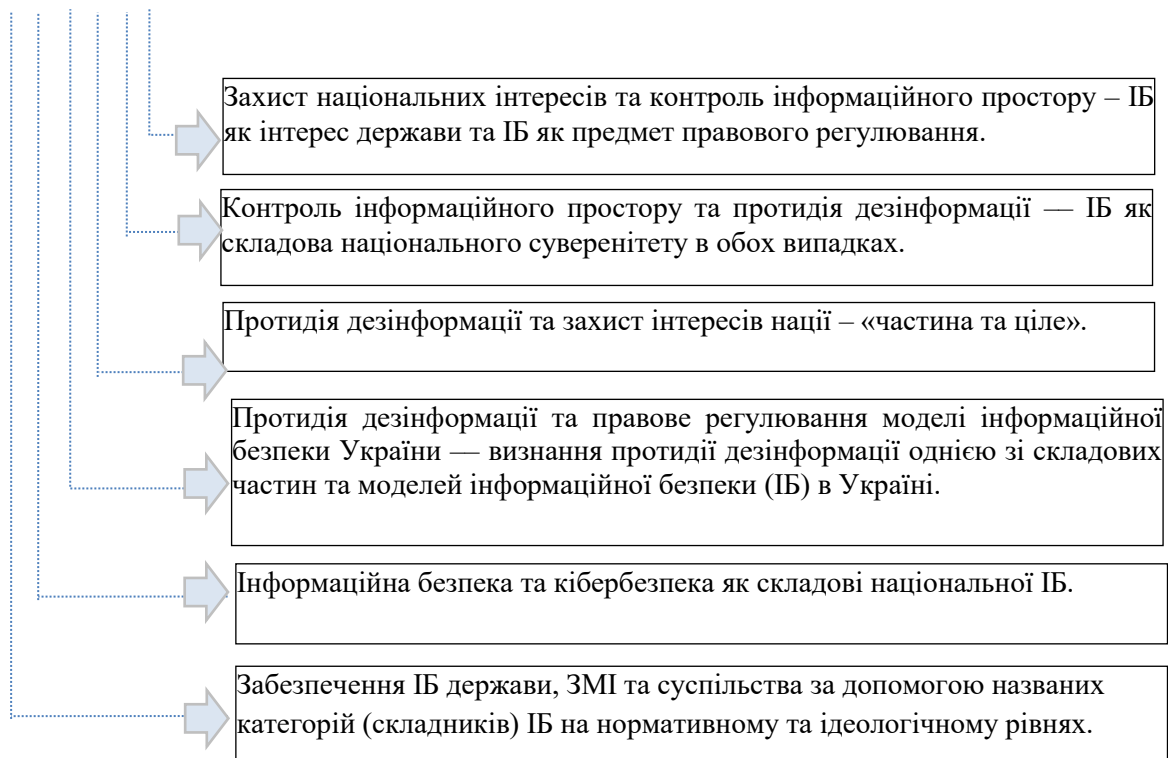 Захист національних інтересів та контроль інформаційного простору – ІБ
як інтерес держави та ІБ як предмет правового регулювання.
Контроль інформаційного простору та протидія дезінформації — ІБ як
складова національного суверенітету в обох випадках.
Протидія дезінформації та захист інтересів нації – «частина та ціле».
Протидія дезінформації та правове регулювання моделі інформаційної
безпеки України — визнання протидії дезінформації однією зі складових
частин та моделей інформаційної безпеки (ІБ) в Україні.
Інформаційна безпека та кібербезпека як складові національної ІБ.
Забезпечення ІБ держави, ЗМІ та суспільства за допомогою названих
категорій (складників) ІБ на нормативному та ідеологічному рівнях.